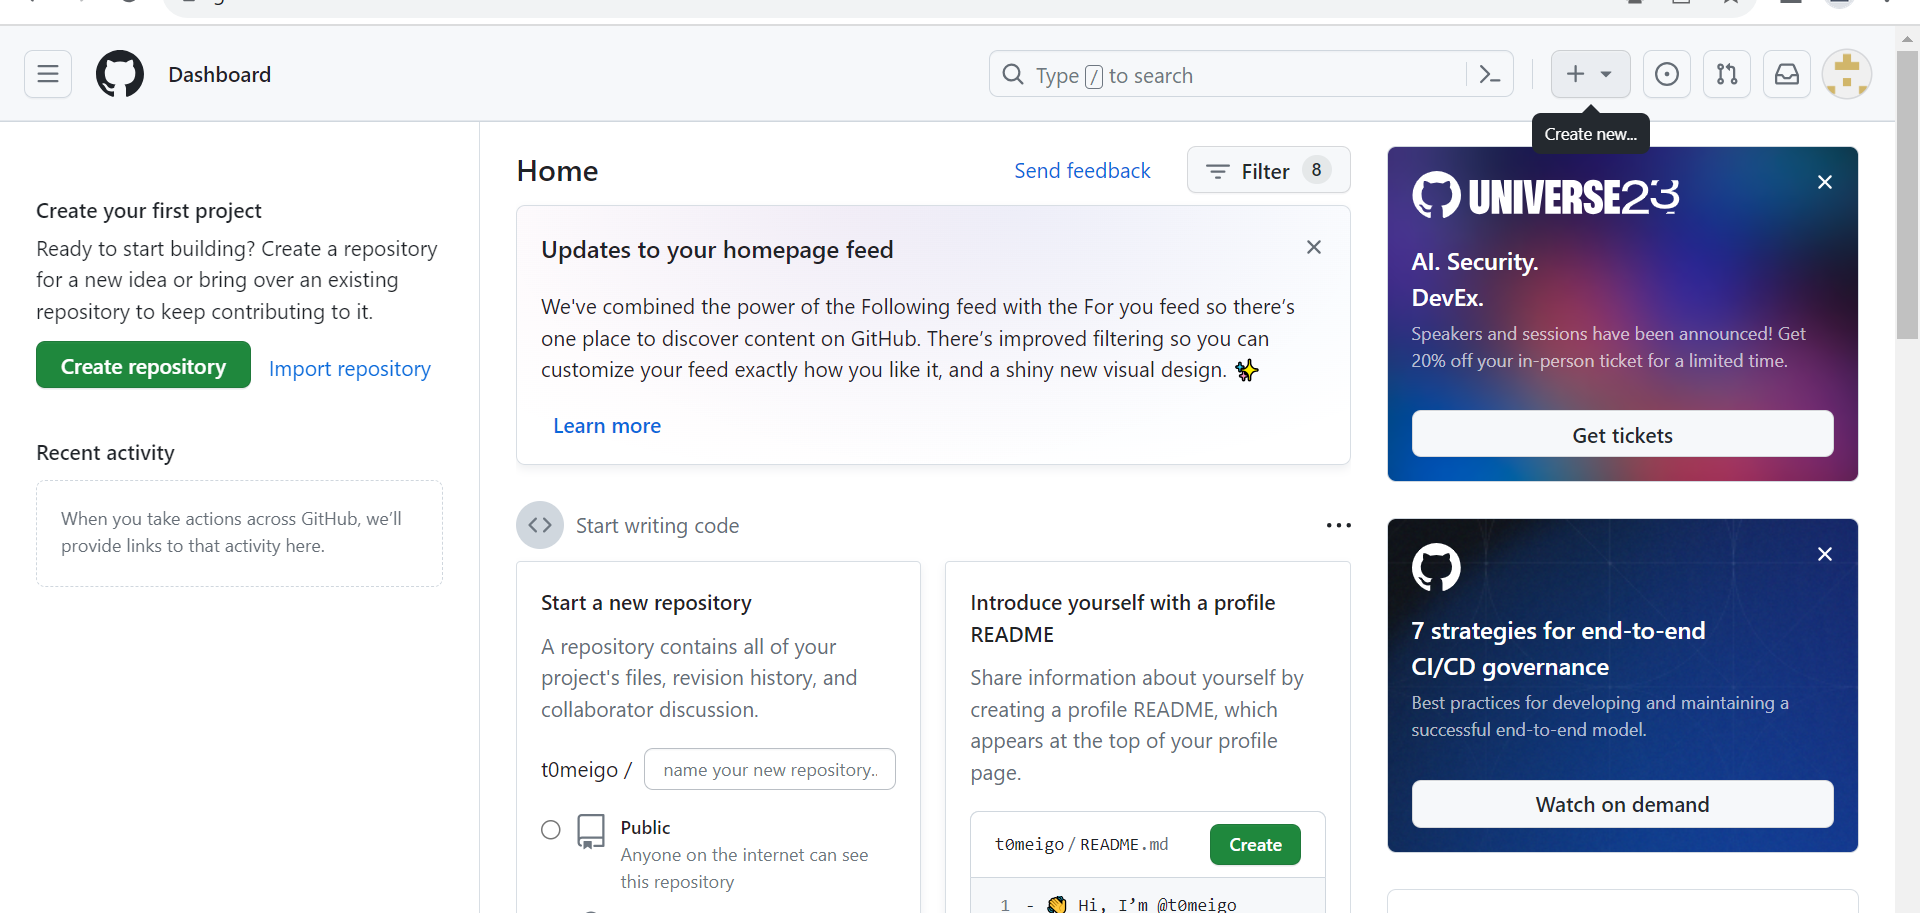 Dashboard
Type / to search
Create new...
Create your first project
Ready to start building? Create a repository
for a new idea or bring over an existing
repository to keep contributing to it.
Create repository
Import repository
Recent activity
When you take actions across GitHub, we’ll
provide links to that activity here.
Home
Send feedback
Filter 8
Updates to your homepage feed
We've combined the power of the Following feed with the For you feed so there’s
one place to discover content on GitHub. There’s improved filtering so you can
customize your feed exactly how you like it, and a shiny new visual design. ✨
Learn more
Start writing code
Start a new repository
A repository contains all of your
project's files, revision history, and
collaborator discussion.
t0meigo /
name your new repository..
Public
Anyone on the internet can see
this repository
Introduce yourself with a profile
README
Share information about yourself by
creating a profile README, which
appears at the top of your profile
page.
t0meigo/README.md
Create
1 - 👋 Hi, I’m @t0meigo
UNIVERSE23
AI. Security.
DevEx.
Speakers and sessions have been announced! Get
20% off your in-person ticket for a limited time.
Get tickets
7 strategies for end-to-end
CI/CD governance
Best practices for developing and maintaining a
successful end-to-end model.
Watch on demand